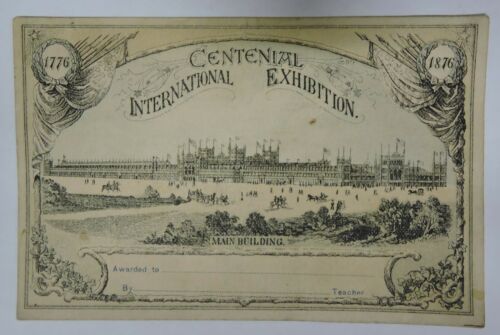 1776
1876
CENTENIAL
INTERNATIONAL EXHIBITION.
MAIN BUILDING.
Awarded to
By Teacher